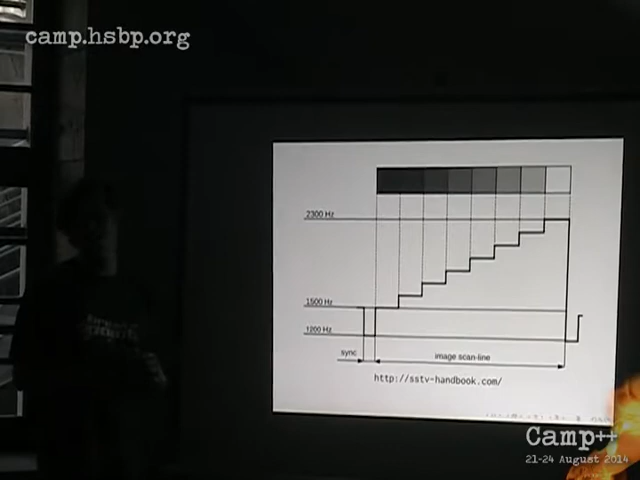 camp.hsbp.org
2300 Hz
1500 Hz
1200 Hz
sync
image scan-line
http://sstv-handbook.com/
Camp++
21-24 August 2014